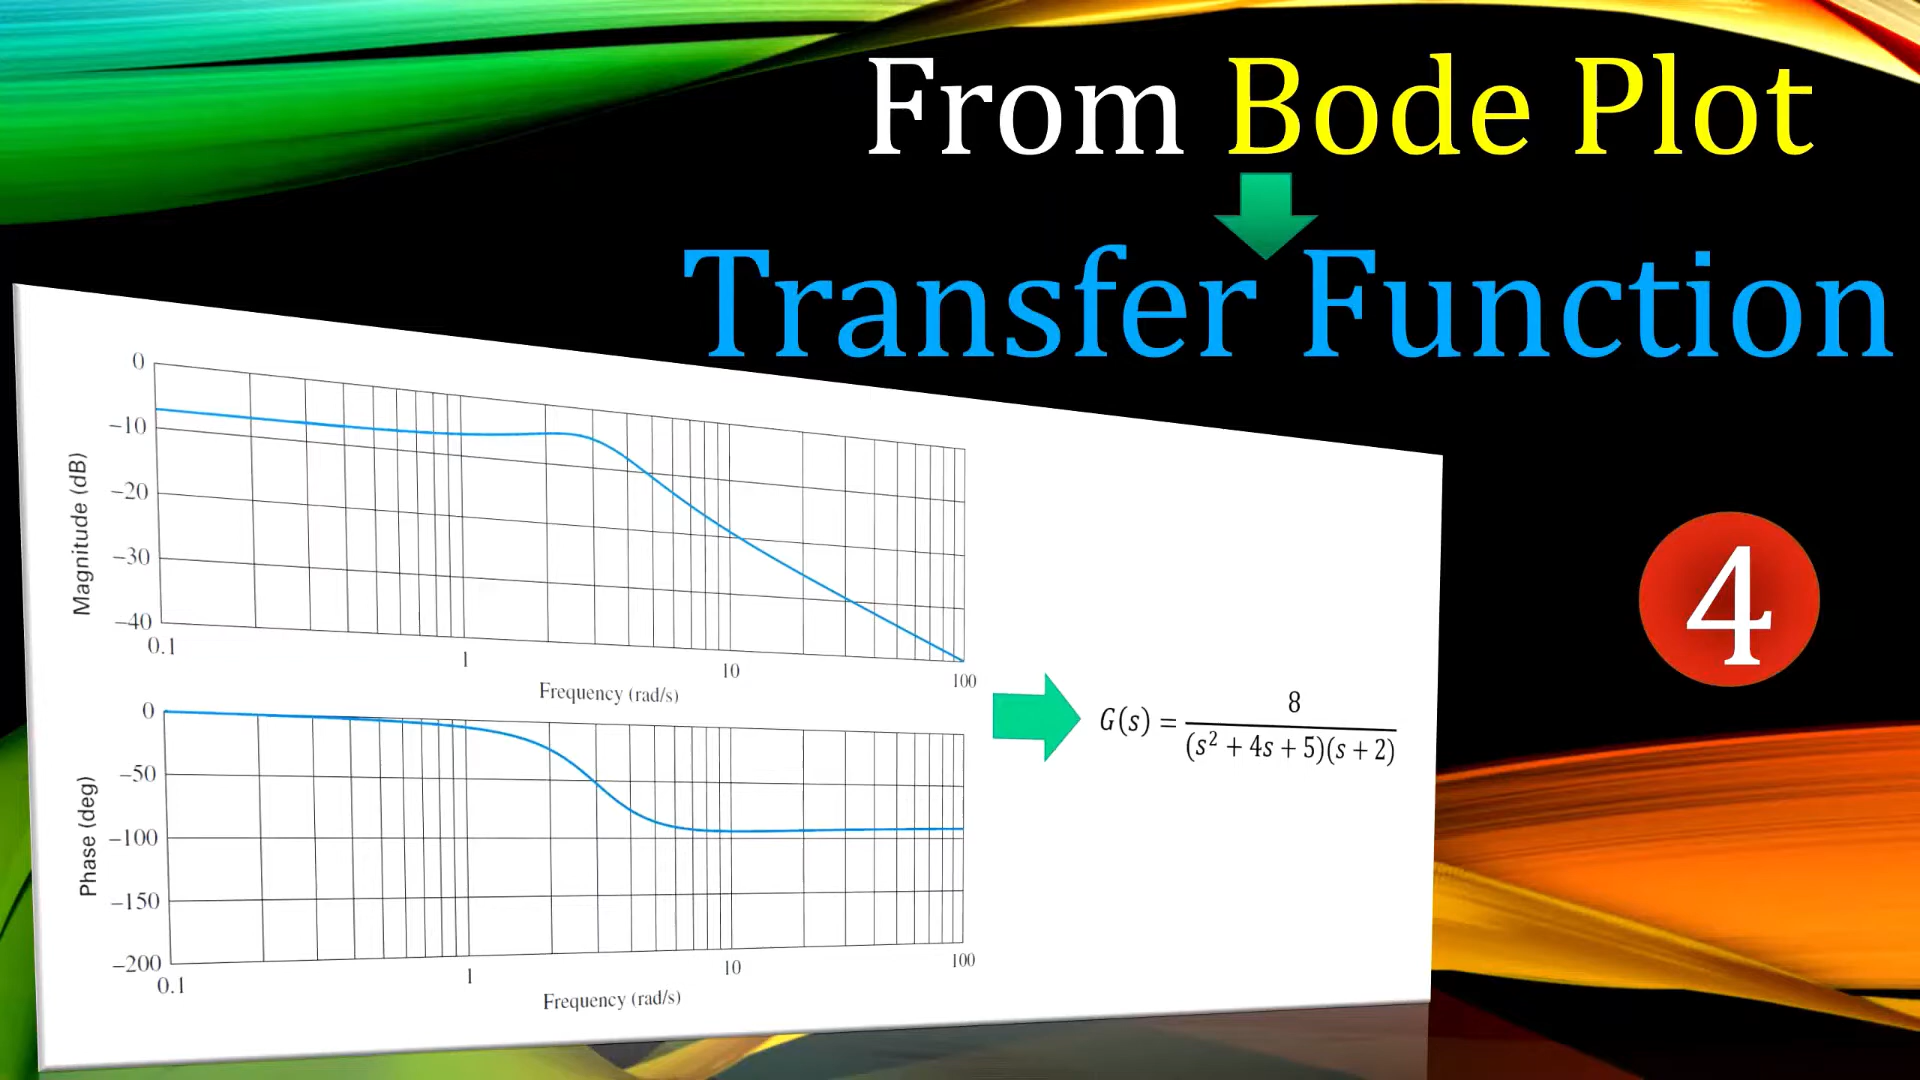 From Bode Plot
Transfer Function
0
−10
−20
−30
−40
Magnitude (dB)
0.1
1
10
100
Frequency (rad/s)
0
−50
−100
−150
−200
Phase (deg)
0.1
1
10
100
Frequency (rad/s)
G(s) = 8 / (s² + 4s + 5)(s + 2)
4